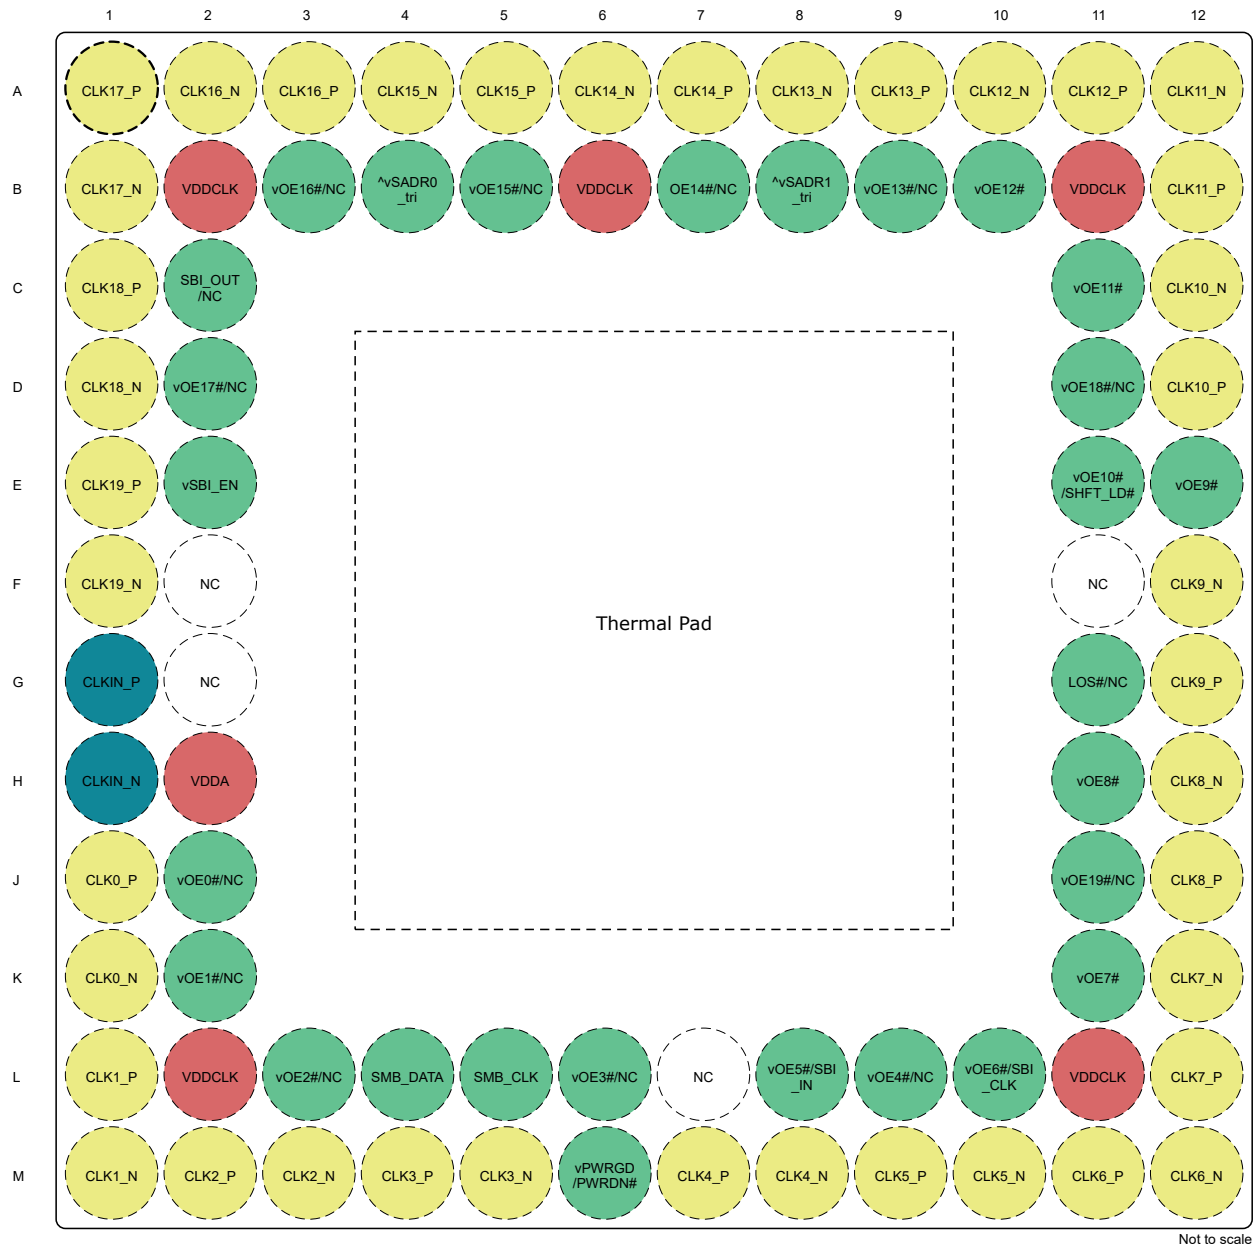 1 2 3 4 5 6 7 8 9 10 11 12
A CLK17_P CLK16_N CLK16_P CLK15_N CLK15_P CLK14_N CLK14_P CLK13_N CLK13_P CLK12_N CLK12_P CLK11_N
B CLK17_N VDDCLK vOE16#/NC ^vSADR0 _tri vOE15#/NC VDDCLK OE14#/NC ^vSADR1 _tri vOE13#/NC vOE12# VDDCLK CLK11_P
C CLK18_P SBI_OUT /NC vOE11# CLK10_N
D CLK18_N vOE17#/NC vOE18#/NC CLK10_P
E CLK19_P vSBI_EN vOE10# /SHFT_LD# vOE9#
F CLK19_N NC NC CLK9_N
Thermal Pad
G CLKIN_P NC LOS#/NC CLK9_P
H CLKIN_N VDDA vOE8# CLK8_N
J CLK0_P vOE0#/NC vOE19#/NC CLK8_P
K CLK0_N vOE1#/NC vOE7# CLK7_N
L CLK1_P VDDCLK vOE2#/NC SMB_DATA SMB_CLK vOE3#/NC NC vOE5#/SBI _IN vOE4#/NC vOE6#/SBI _CLK VDDCLK CLK7_P
M CLK1_N CLK2_P CLK2_N CLK3_P CLK3_N vPWRGD /PWRDN# CLK4_P CLK4_N CLK5_P CLK5_N CLK6_P CLK6_N
Not to scale